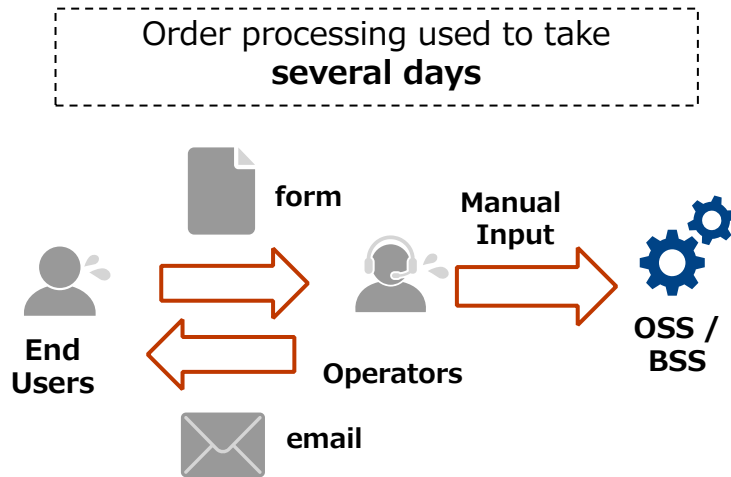 Order processing used to take
several days
form
Manual
Input
End
Users
Operators
OSS /
BSS
email